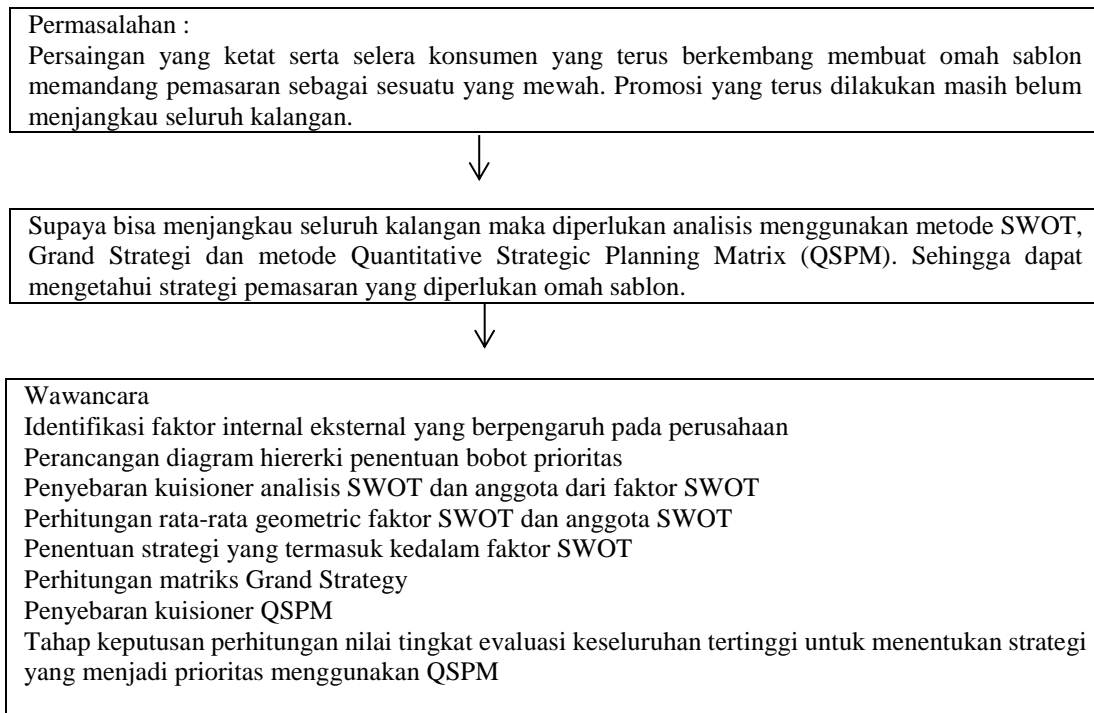 Permasalahan :
Persaingan yang ketat serta selera konsumen yang terus berkembang membuat omah sablon
memandang pemasaran sebagai sesuatu yang mewah. Promosi yang terus dilakukan masih belum
menjangkau seluruh kalangan.
Supaya bisa menjangkau seluruh kalangan maka diperlukan analisis menggunakan metode SWOT,
Grand Strategi dan metode Quantitative Strategic Planning Matrix (QSPM). Sehingga dapat
mengetahui strategi pemasaran yang diperlukan omah sablon.
Wawancara
Identifikasi faktor internal eksternal yang berpengaruh pada perusahaan
Perancangan diagram hiererki penentuan bobot prioritas
Penyebaran kuisioner analisis SWOT dan anggota dari faktor SWOT
Perhitungan rata-rata geometric faktor SWOT dan anggota SWOT
Penentuan strategi yang termasuk kedalam faktor SWOT
Perhitungan matriks Grand Strategy
Penyebaran kuisioner QSPM
Tahap keputusan perhitungan nilai tingkat evaluasi keseluruhan tertinggi untuk menentukan strategi
yang menjadi prioritas menggunakan QSPM